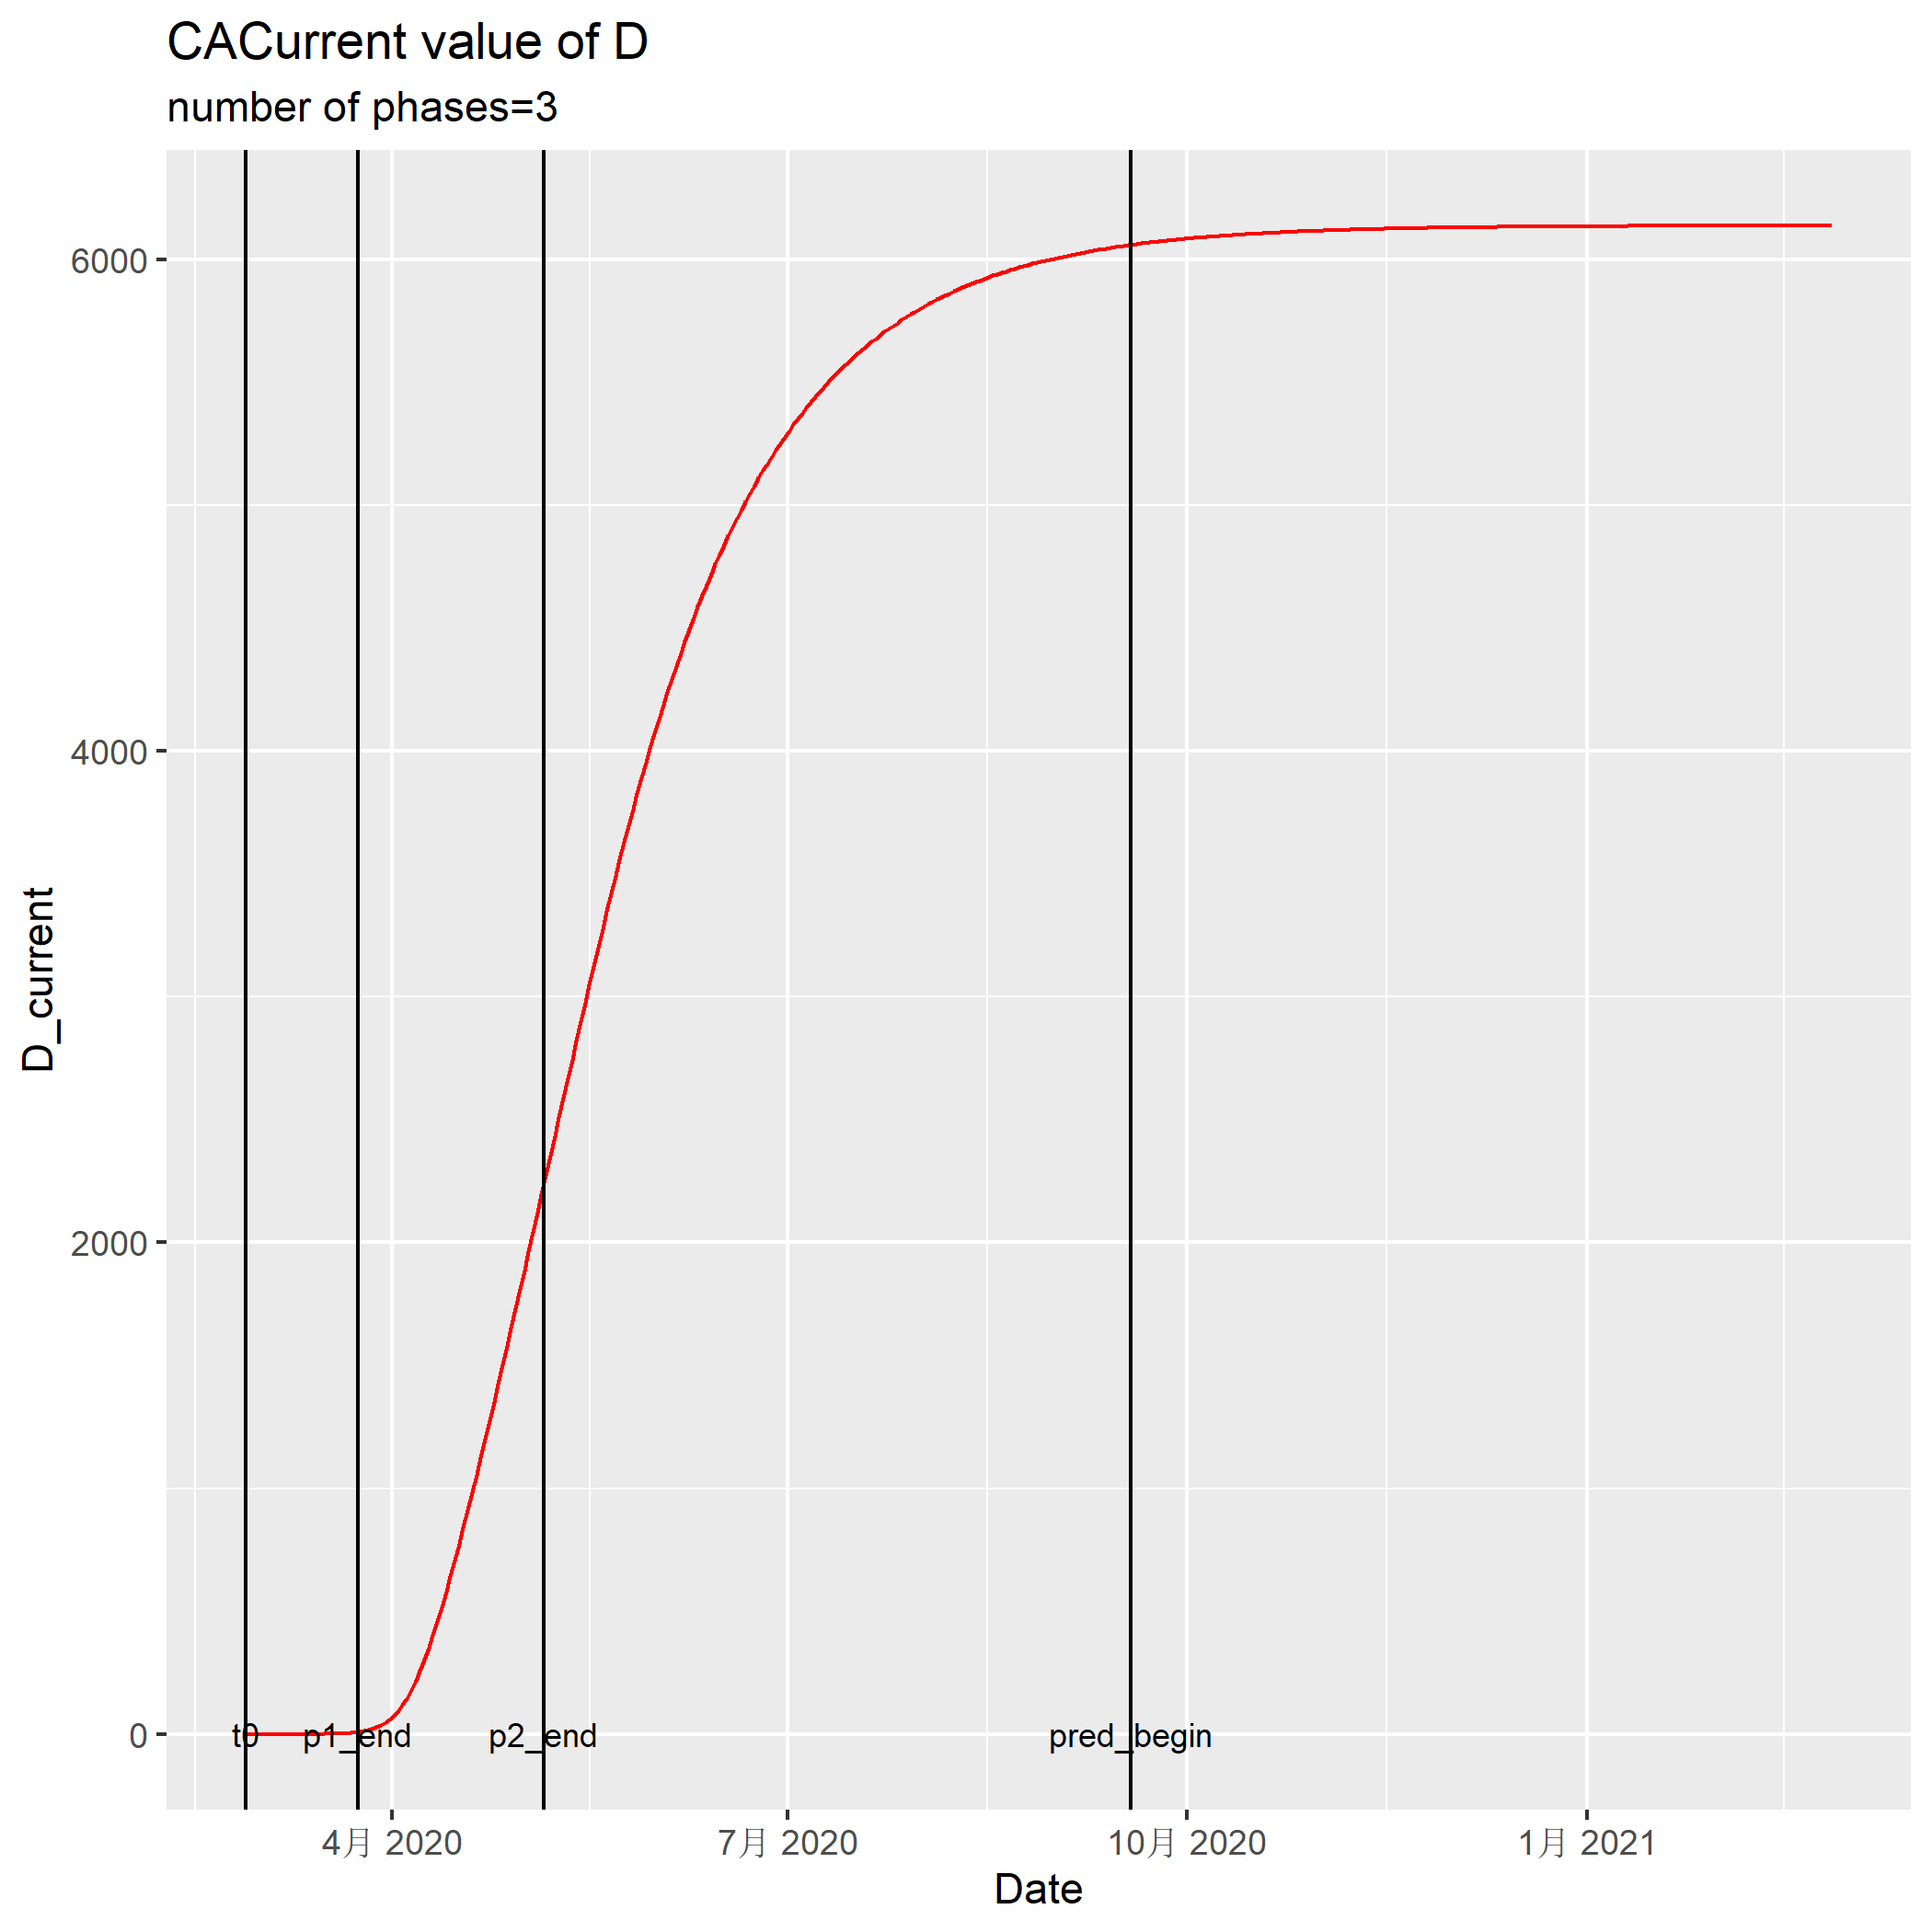 CACurrent value of D
number of phases=3
D_current
6000
4000
2000
0
t0 p1_end p2_end pred_begin
4月 2020 7月 2020 10月 2020 1月 2021
Date